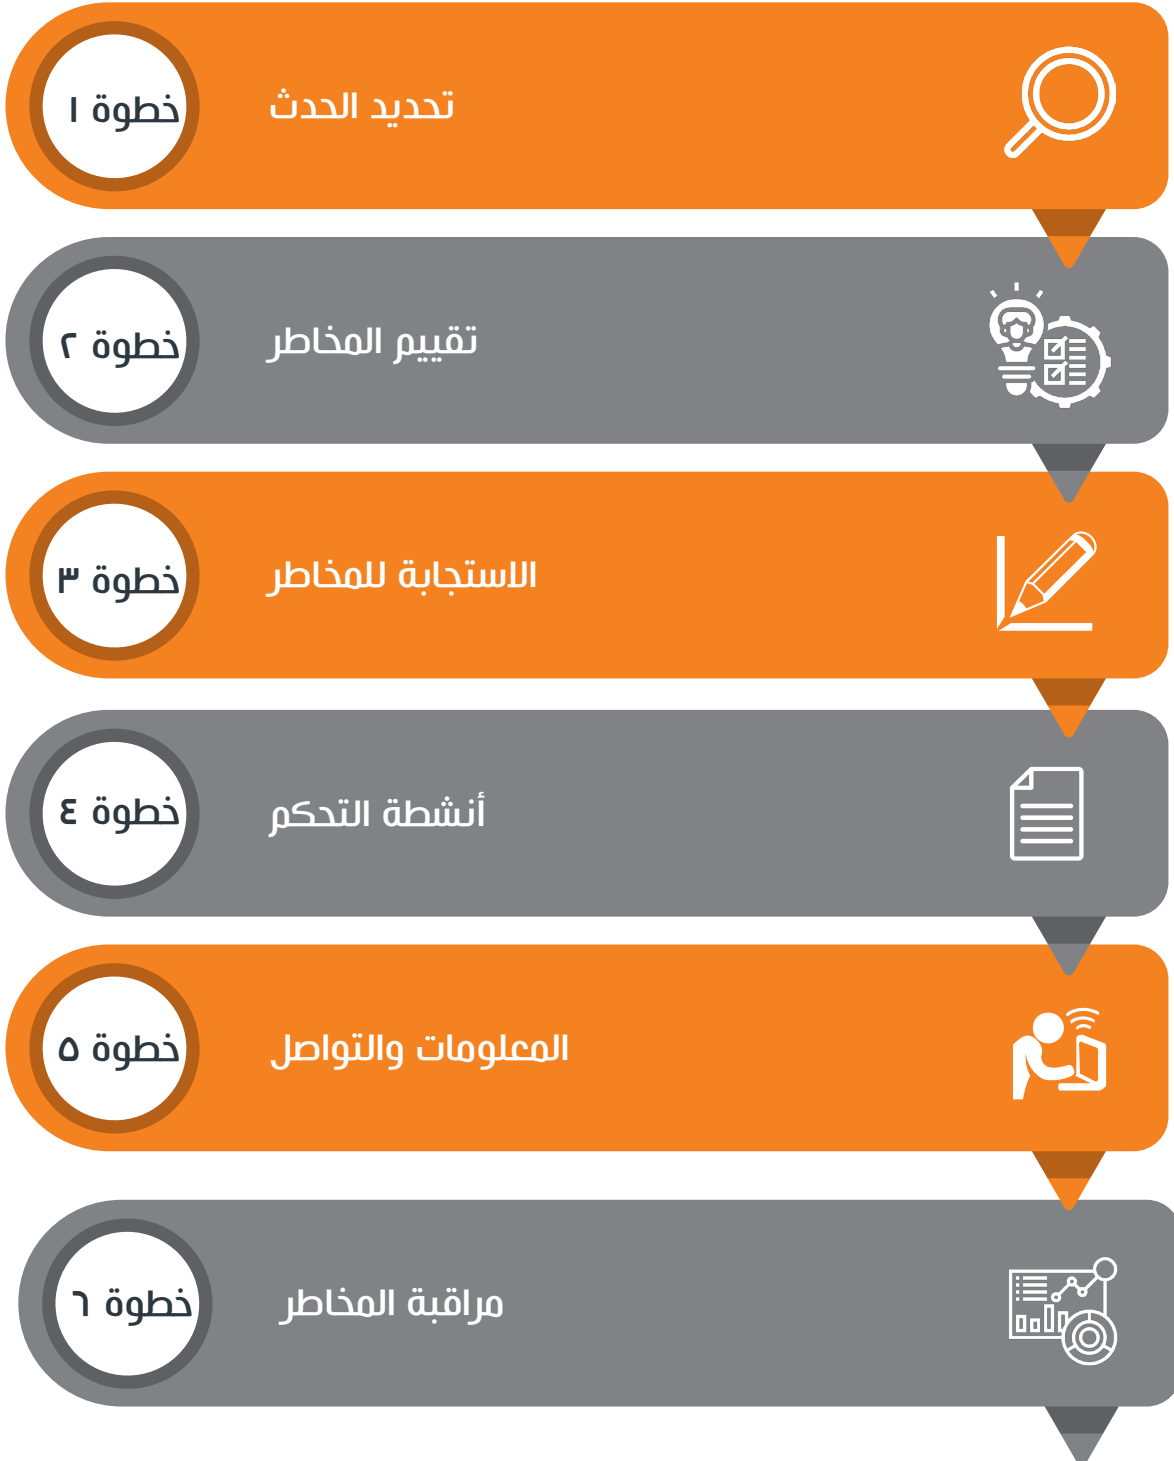 خطوة ١
تحديد الحدث
خطوة ٢
تقييم المخاطر
خطوة ٣
الاستجابة للمخاطر
خطوة ٤
أنشطة التحكم
خطوة ٥
المعلومات والتواصل
خطوة ٦
مراقبة المخاطر